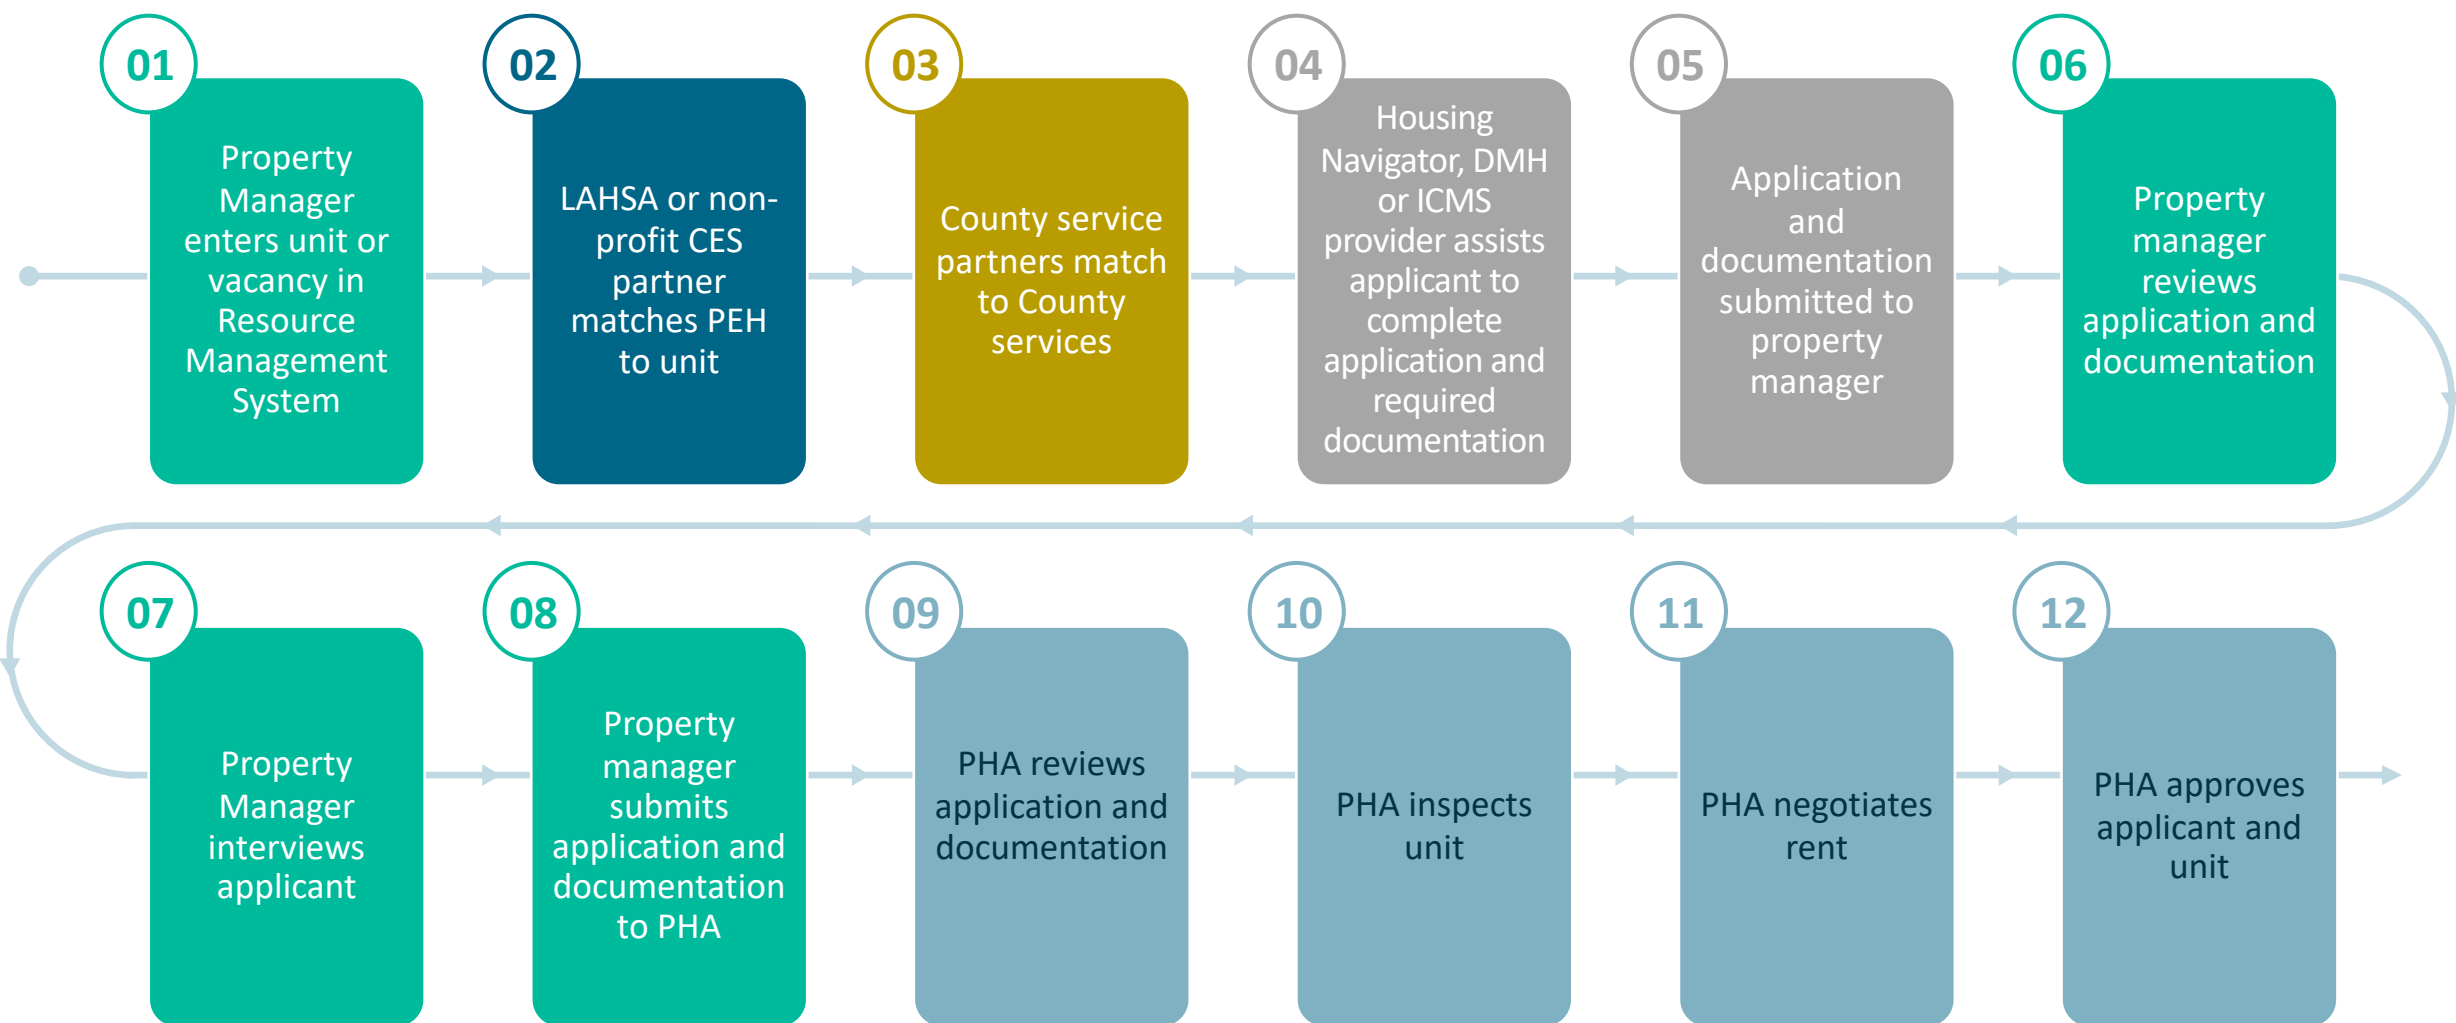 01
Property
Manager
enters unit or
vacancy in
Resource
Management
System
02
LAHSA or non-
profit CES
partner
matches PEH
to unit
03
County service
partners match
to County
services
04
Housing
Navigator, DMH
or ICMS
provider assists
applicant to
complete
application and
required
documentation
05
Application
and
documentation
submitted to
property
manager
06
Property
manager
reviews
application and
documentation
07
Property
Manager
interviews
applicant
08
Property
manager
submits
application and
documentation
to PHA
09
PHA reviews
application and
documentation
10
PHA inspects
unit
11
PHA negotiates
rent
12
PHA approves
applicant and
unit